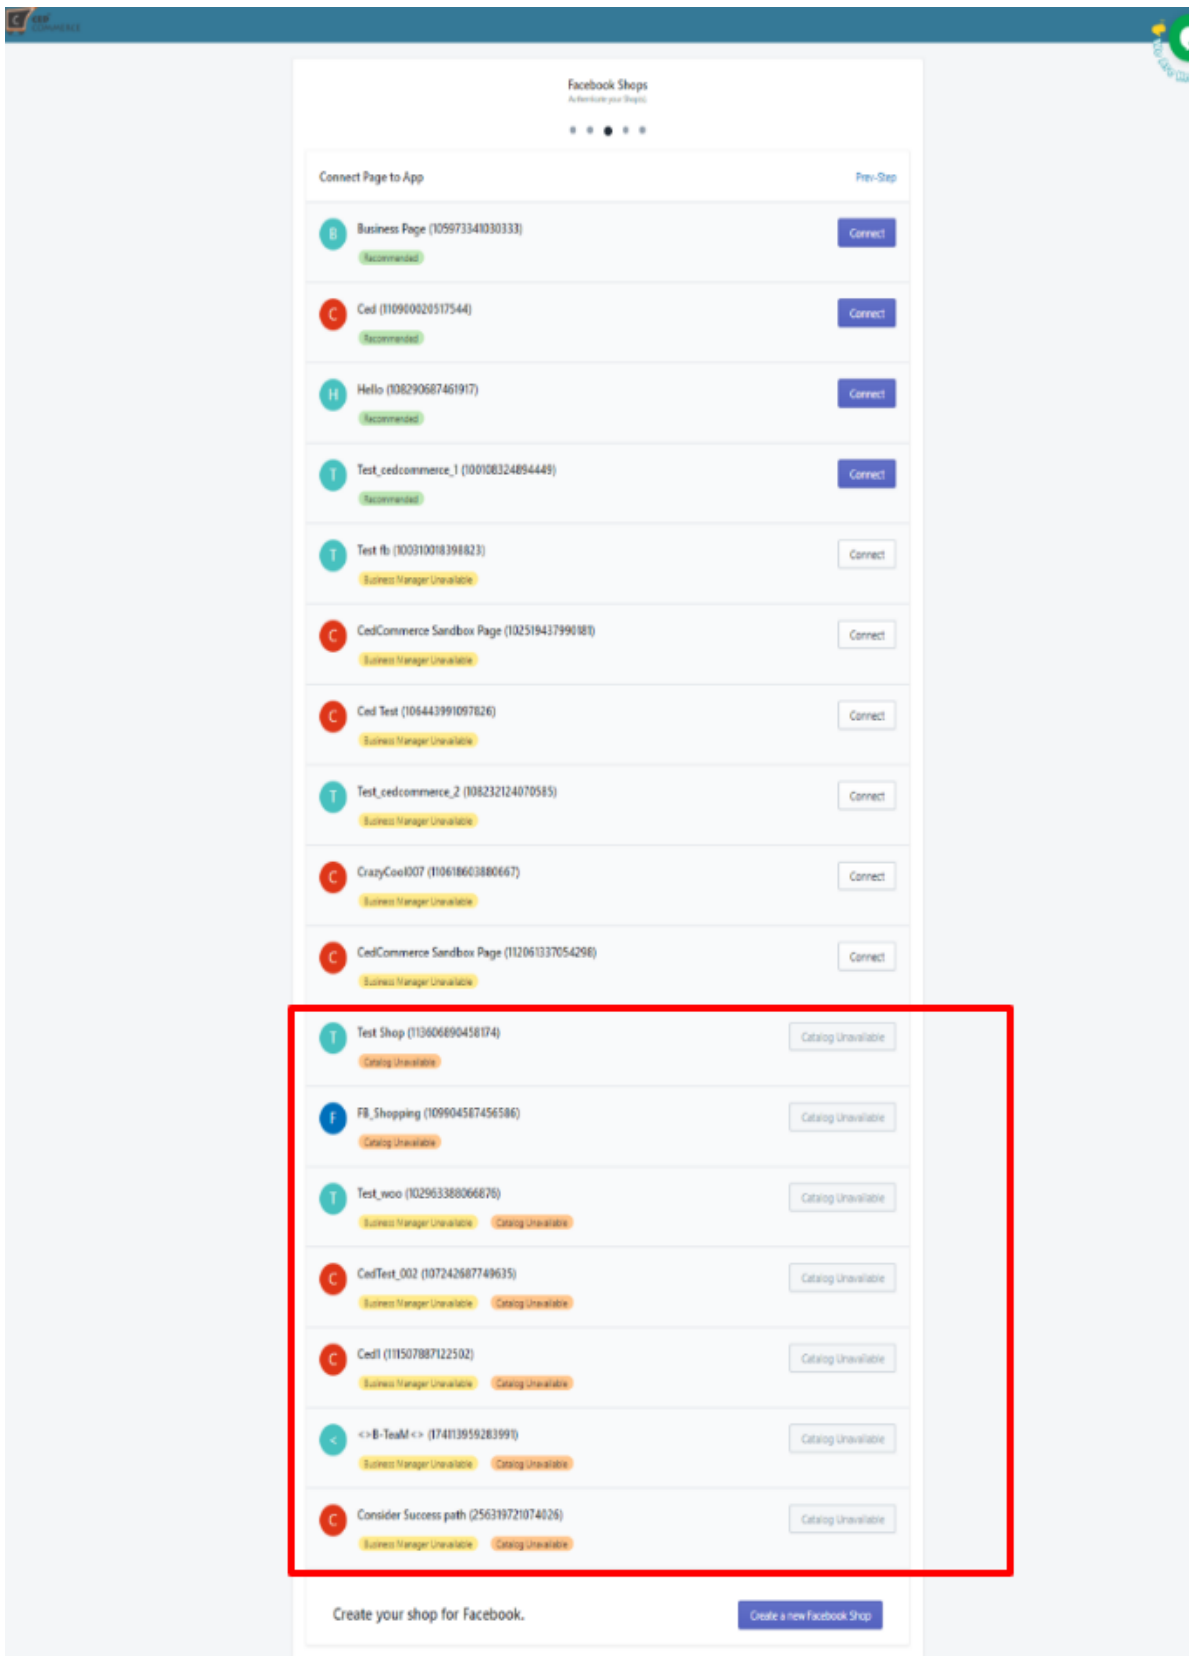 C CED
COMMERCE
Facebook Shops
Authenticate your Shop(s).
Connect Page to App Prev-Step
B Business Page (105973341030333) Connect
Recommended
C Ced (110900020517544) Connect
Recommended
H Hello (108290687461917) Connect
Recommended
T Test_cedcommerce_1 (100108324894449) Connect
Recommended
T Test fb (100310018398823) Connect
Business Manager Unavailable
C CedCommerce Sandbox Page (102519437990181) Connect
Business Manager Unavailable
C Ced Test (106443991097826) Connect
Business Manager Unavailable
T Test_cedcommerce_2 (108232124070585) Connect
Business Manager Unavailable
C CrazyCool007 (110618603880667) Connect
Business Manager Unavailable
C CedCommerce Sandbox Page (112061337054298) Connect
Business Manager Unavailable
T Test Shop (113606890458174) Catalog Unavailable
Catalog Unavailable
F FB_Shopping (109904587456586) Catalog Unavailable
Catalog Unavailable
T Test_woo (102963388066876) Catalog Unavailable
Business Manager Unavailable Catalog Unavailable
C CedTest_002 (107242687749635) Catalog Unavailable
Business Manager Unavailable Catalog Unavailable
C Ced1 (111507887122502) Catalog Unavailable
Business Manager Unavailable Catalog Unavailable
< <>B-TeaM<> (174113959283991) Catalog Unavailable
Business Manager Unavailable Catalog Unavailable
C Consider Success path (256319721074026) Catalog Unavailable
Business Manager Unavailable Catalog Unavailable
Create your shop for Facebook. Create a new Facebook Shop